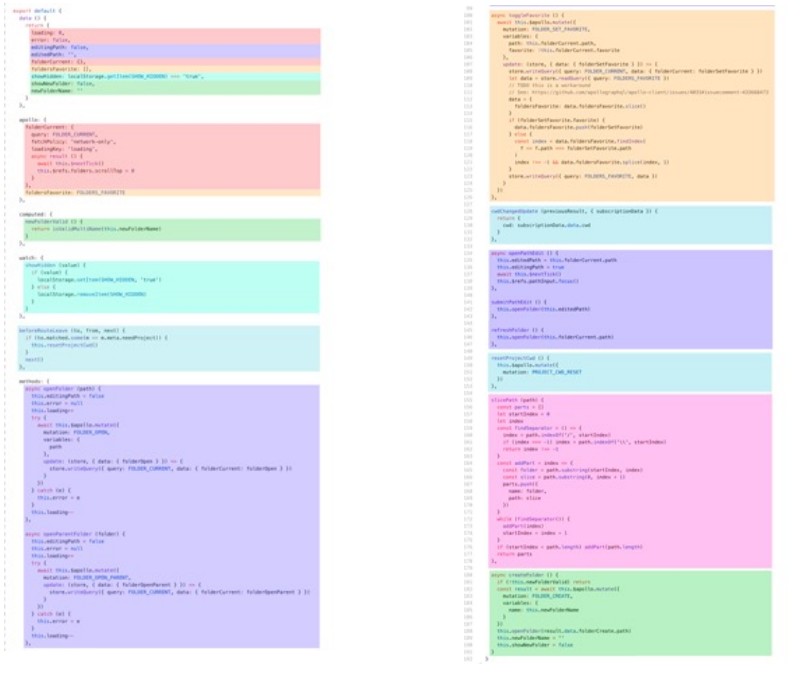 export default {
data () {
return {
loading: 0,
error: false,
editingPath: false,
editedPath: '',
folderCurrent: {},
foldersFavorite: [],
showHidden: localStorage.getItem(SHOW_HIDDEN) === 'true',
showNewFolder: false,
newFolderName: ''
}
},
apollo: {
folderCurrent: {
query: FOLDER_CURRENT,
fetchPolicy: 'network-only',
loadingKey: 'loading',
async result () {
await this.$nextTick()
this.$refs.folders.scrollTop = 0
}
},
foldersFavorite: FOLDERS_FAVORITE
},
computed: {
newFolderValid () {
return isValidMultiName(this.newFolderName)
}
},
watch: {
showHidden (value) {
if (value) {
localStorage.setItem(SHOW_HIDDEN, 'true')
} else {
localStorage.removeItem(SHOW_HIDDEN)
}
}
},
beforeRouteLeave (to, from, next) {
if (to.matched.some(m => m.meta.needProject)) {
this.resetProjectCwd()
}
next()
},
methods: {
async openFolder (path) {
this.editingPath = false
this.error = null
this.loading++
try {
await this.$apollo.mutate({
mutation: FOLDER_OPEN,
variables: {
path
},
update: (store, { data: { folderOpen } }) => {
store.writeQuery({ query: FOLDER_CURRENT, data: { folderCurrent: folderOpen } })
}
})
} catch (e) {
this.error = e
}
this.loading--
},
async openParentFolder (folder) {
this.editingPath = false
this.error = null
this.loading++
try {
await this.$apollo.mutate({
mutation: FOLDER_OPEN_PARENT,
update: (store, { data: { folderOpenParent } }) => {
store.writeQuery({ query: FOLDER_CURRENT, data: { folderCurrent: folderOpenParent } })
}
})
} catch (e) {
this.error = e
}
this.loading--
},
async toggleFavorite () {
await this.$apollo.mutate({
mutation: FOLDER_SET_FAVORITE,
variables: {
path: this.folderCurrent.path,
favorite: !this.folderCurrent.favorite
},
update: (store, { data: { folderSetFavorite } }) => {
store.writeQuery({ query: FOLDER_CURRENT, data: { folderCurrent: folderSetFavorite } })
let data = store.readQuery({ query: FOLDERS_FAVORITE })
// TODO this is a workaround
data = {
foldersFavorite: data.foldersFavorite.slice()
}
if (folderSetFavorite.favorite) {
data.foldersFavorite.push(folderSetFavorite)
} else {
const index = data.foldersFavorite.findIndex(
f => f.path === folderSetFavorite.path
)
index !== -1 && data.foldersFavorite.splice(index, 1)
}
store.writeQuery({ query: FOLDERS_FAVORITE, data })
}
})
},
cwdChangedUpdate (previousResult, { subscriptionData }) {
return {
cwd: subscriptionData.data.cwd
}
},
async openPathEdit () {
this.editedPath = this.folderCurrent.path
this.editingPath = true
await this.$nextTick()
this.$refs.pathInput.focus()
},
submitPathEdit () {
this.openFolder(this.editedPath)
},
refreshFolder () {
this.openFolder(this.folderCurrent.path)
},
resetProjectCwd () {
this.$apollo.mutate({
mutation: PROJECT_CWD_RESET
})
},
slicePath (path) {
const parts = []
let startIndex = 0
let index
const findSeparator = () => {
index = path.indexOf('/', startIndex)
if (index === -1) index = path.indexOf('\\', startIndex)
return index !== -1
}
const addPart = index => {
const folder = path.substring(startIndex, index)
const slice = path.substring(0, index + 1)
parts.push({
name: folder,
path: slice
})
}
while (findSeparator()) {
addPart(index)
startIndex = index + 1
}
if (startIndex < path.length) addPart(path.length)
return parts
},
async createFolder () {
if (!this.newFolderValid) return
const result = await this.$apollo.mutate({
mutation: FOLDER_CREATE,
variables: {
name: this.newFolderName
}
})
this.openFolder(result.data.folderCreate.path)
this.newFolderName = ''
this.showNewFolder = false
}
}